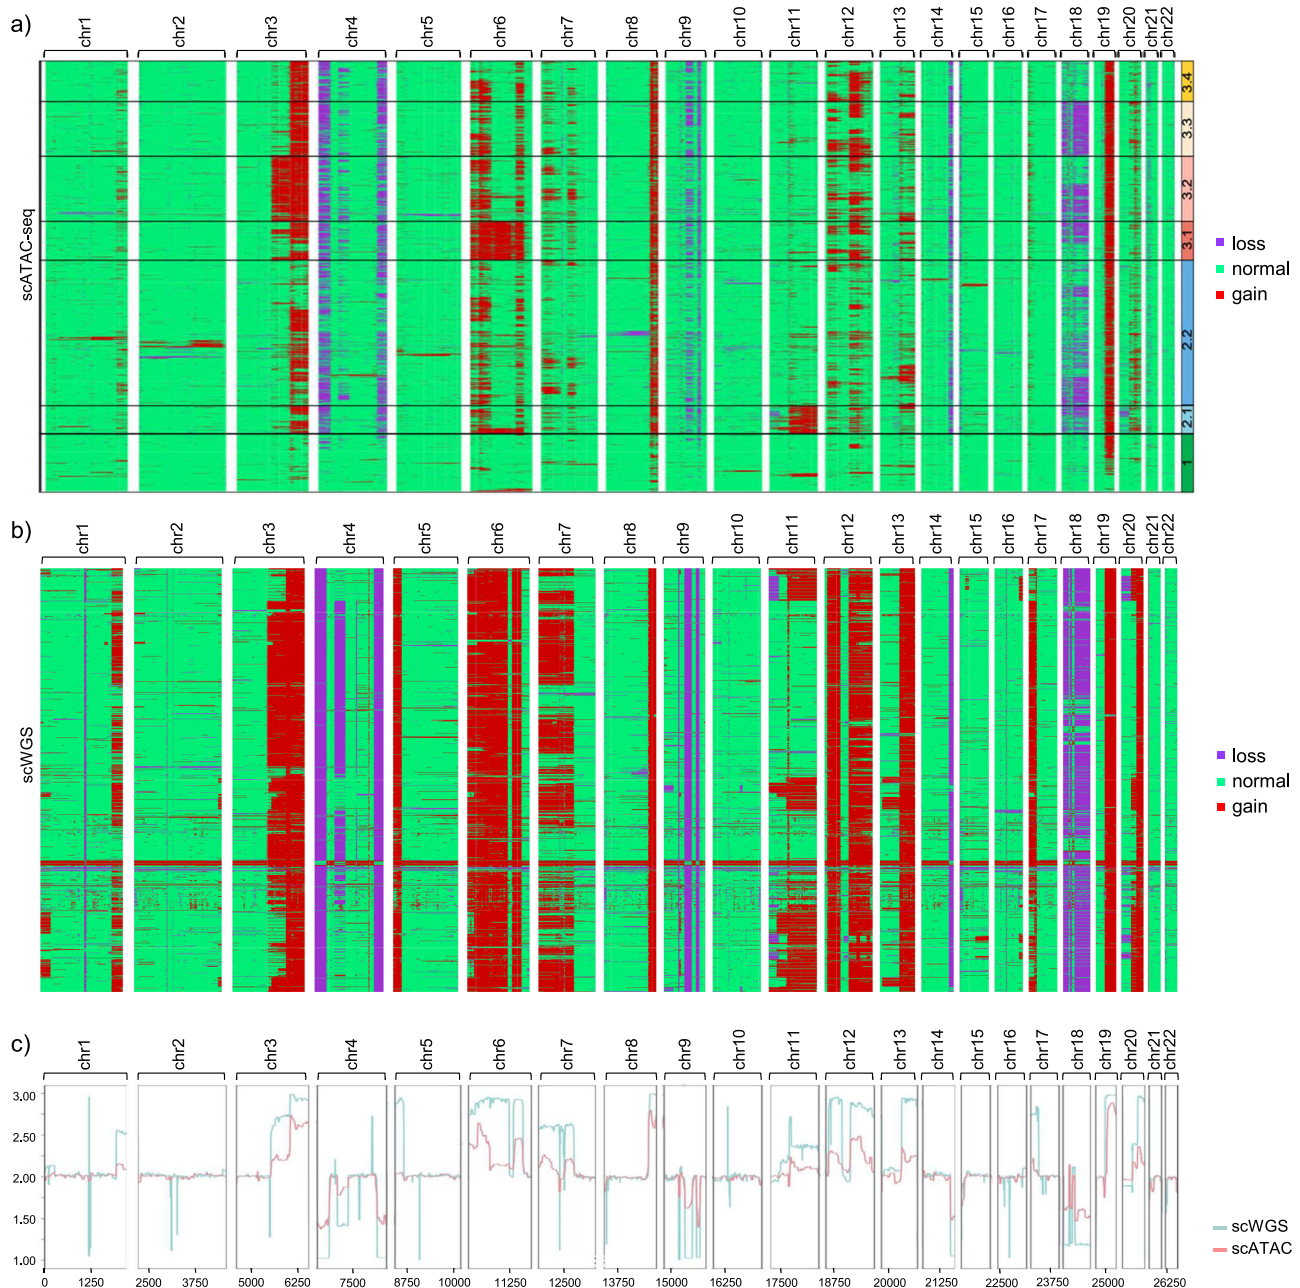 a)
chr1 chr2 chr3 chr4 chr5 chr6 chr7 chr8 chr9 chr10 chr11 chr12 chr13 chr14 chr15 chr16 chr17 chr18 chr19 chr20 chr21 chr22
scATAC-seq
3.4
3.3
3.2
3.1
2.2
2.1
1
loss
normal
gain
b)
chr1 chr2 chr3 chr4 chr5 chr6 chr7 chr8 chr9 chr10 chr11 chr12 chr13 chr14 chr15 chr16 chr17 chr18 chr19 chr20 chr21 chr22
scWGS
loss
normal
gain
c)
chr1 chr2 chr3 chr4 chr5 chr6 chr7 chr8 chr9 chr10 chr11 chr12 chr13 chr14 chr15 chr16 chr17 chr18 chr19 chr20 chr21 chr22
3.00
2.50
2.00
1.50
1.00
scWGS
scATAC
0 1250 2500 3750 5000 6250 7500 8750 10000 11250 12500 13750 15000 16250 17500 18750 20000 21250 22500 23750 25000 26250